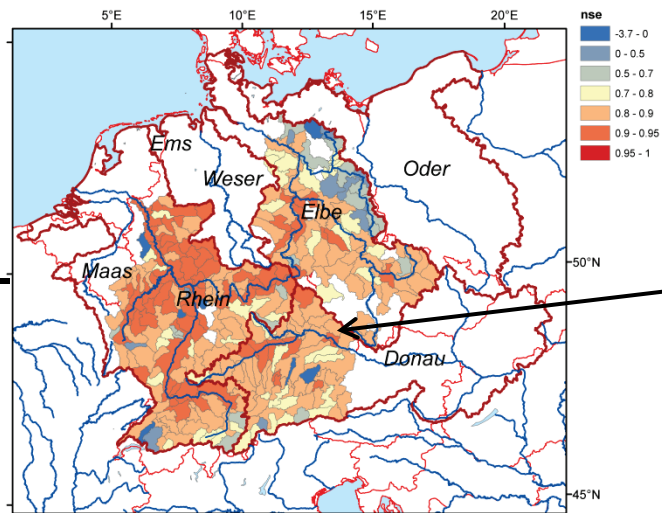 5°E 10°E 15°E 20°E
nse
-3.7 - 0
0 - 0.5
0.5 - 0.7
0.7 - 0.8
0.8 - 0.9
0.9 - 0.95
0.95 - 1
Ems
Weser
Oder
Elbe
Maas
Rhein
Donau
50°N
45°N